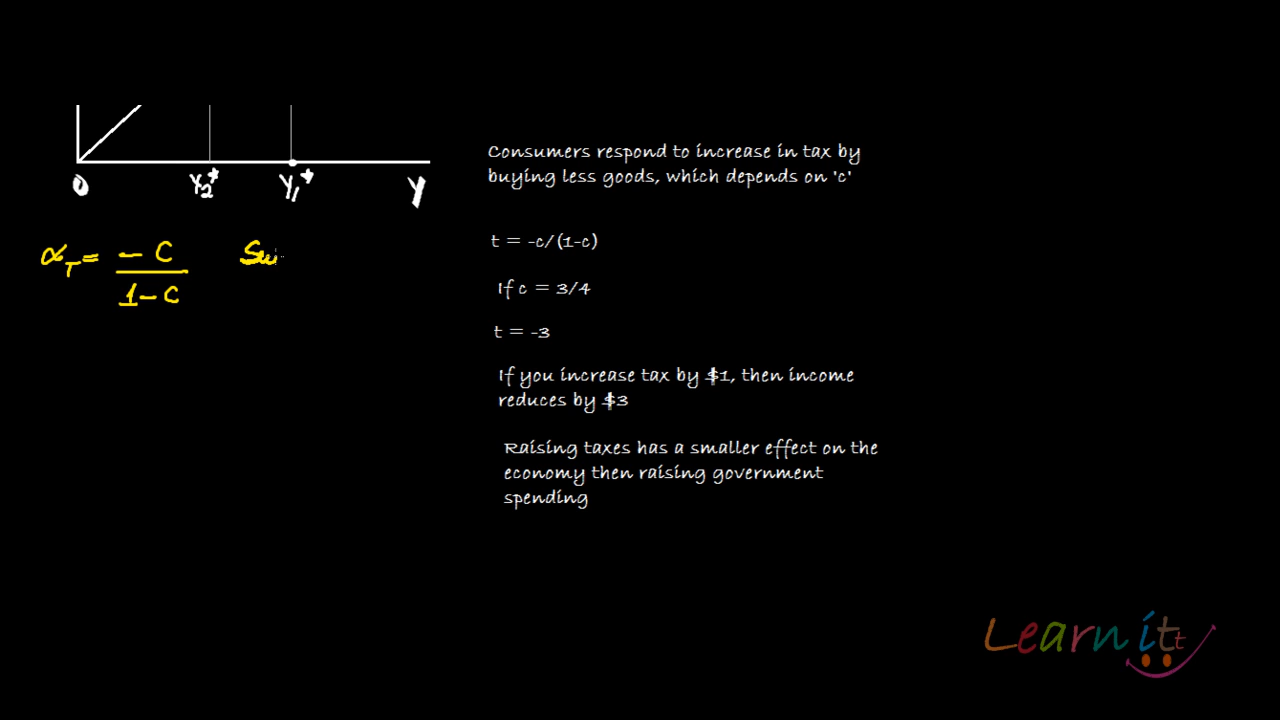 0 Y2* Y1* Y
αT = -C
1-C
Consumers respond to increase in tax by
buying less goods, which depends on 'c'
t = -c/(1-c)
If c = 3/4
t = -3
If you increase tax by $1, then income
reduces by $3
Raising taxes has a smaller effect on the
economy then raising government
spending
Learnitt